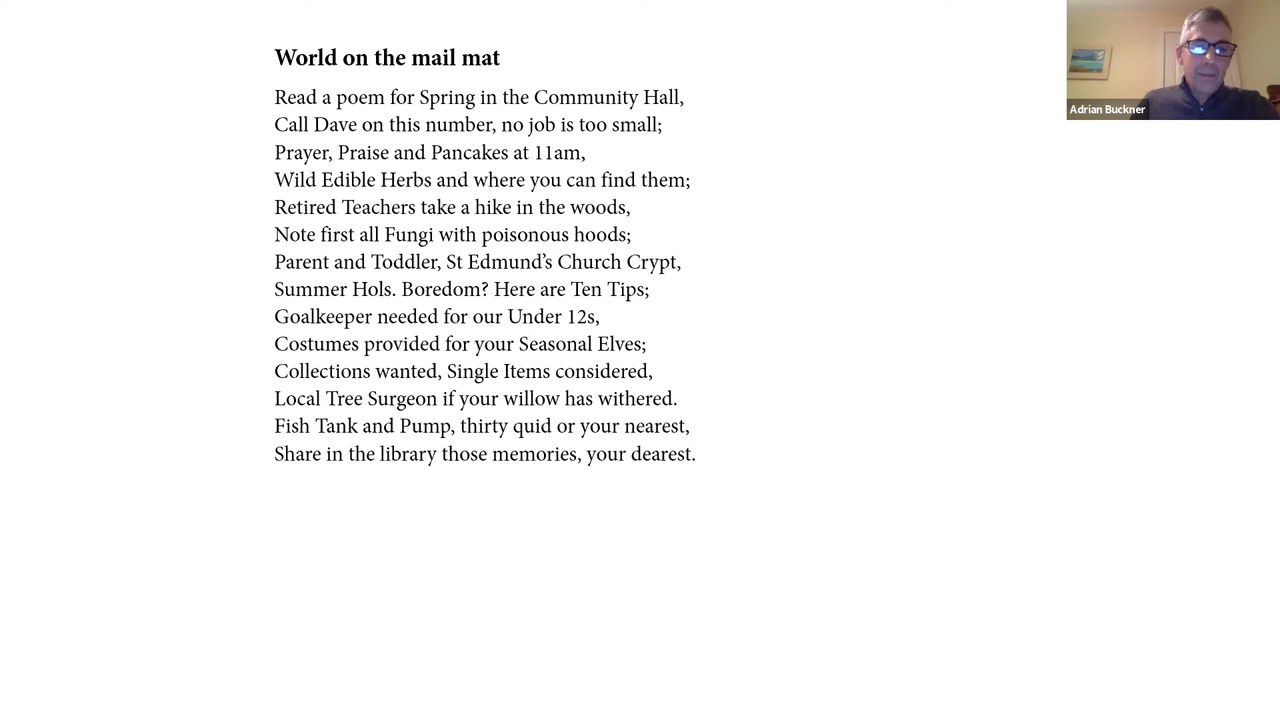 World on the mail mat
Read a poem for Spring in the Community Hall,
Call Dave on this number, no job is too small;
Prayer, Praise and Pancakes at 11am,
Wild Edible Herbs and where you can find them;
Retired Teachers take a hike in the woods,
Note first all Fungi with poisonous hoods;
Parent and Toddler, St Edmund’s Church Crypt,
Summer Hols. Boredom? Here are Ten Tips;
Goalkeeper needed for our Under 12s,
Costumes provided for your Seasonal Elves;
Collections wanted, Single Items considered,
Local Tree Surgeon if your willow has withered.
Fish Tank and Pump, thirty quid or your nearest,
Share in the library those memories, your dearest.
Adrian Buckner